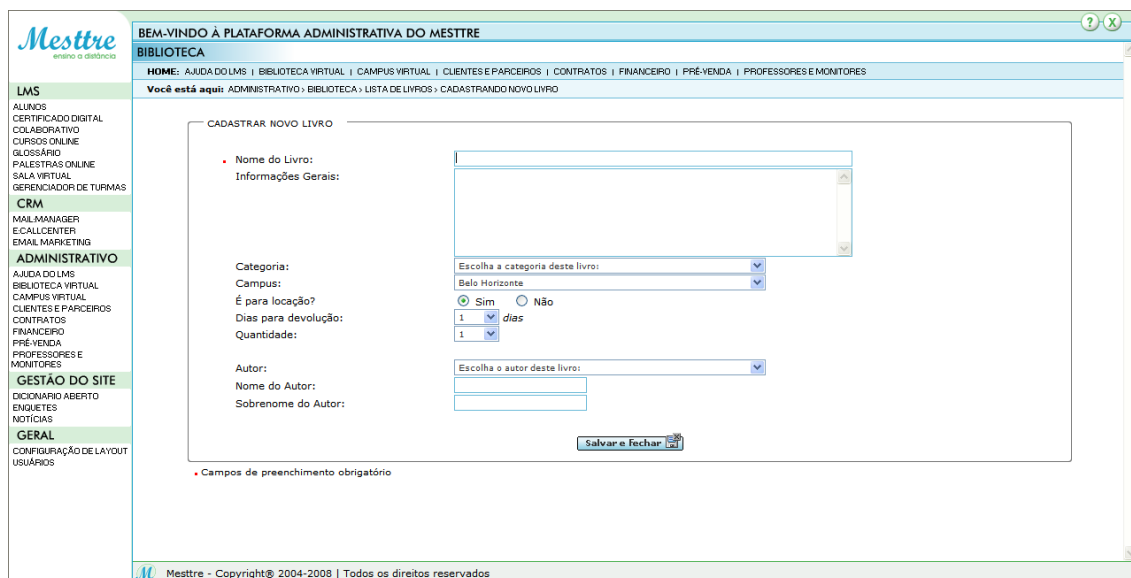 Mesttre
ensino a distância
? X
BEM-VINDO À PLATAFORMA ADMINISTRATIVA DO MESTTRE
BIBLIOTECA
HOME: AJUDA DO LMS | BIBLIOTECA VIRTUAL | CAMPUS VIRTUAL | CLIENTES E PARCEIROS | CONTRATOS | FINANCEIRO | PRÉ-VENDA | PROFESSORES E MONITORES
Você está aqui: ADMINISTRATIVO > BIBLIOTECA > LISTA DE LIVROS > CADASTRANDO NOVO LIVRO
LMS
ALUNOS
CERTIFICADO DIGITAL
COLABORATIVO
CURSOS ONLINE
GLOSSÁRIO
PALESTRAS ONLINE
SALA VIRTUAL
GERENCIADOR DE TURMAS
CRM
MAIL-MANAGER
E-CALLCENTER
EMAIL MARKETING
ADMINISTRATIVO
AJUDA DO LMS
BIBLIOTECA VIRTUAL
CAMPUS VIRTUAL
CLIENTES E PARCEIROS
CONTRATOS
FINANCEIRO
PRÉ-VENDA
PROFESSORES E
MONITORES
GESTÃO DO SITE
DICIONARIO ABERTO
ENQUETES
NOTÍCIAS
GERAL
CONFIGURAÇÃO DE LAYOUT
USUÁRIOS
CADASTRAR NOVO LIVRO
Nome do Livro:
Informações Gerais:
Categoria: Escolha a categoria deste livro:
Campus: Belo Horizonte
É para locação? Sim Não
Dias para devolução: 1 dias
Quantidade: 1
Autor: Escolha o autor deste livro:
Nome do Autor:
Sobrenome do Autor:
Salvar e Fechar
Campos de preenchimento obrigatório
M Mesttre - Copyright® 2004-2008 | Todos os direitos reservados